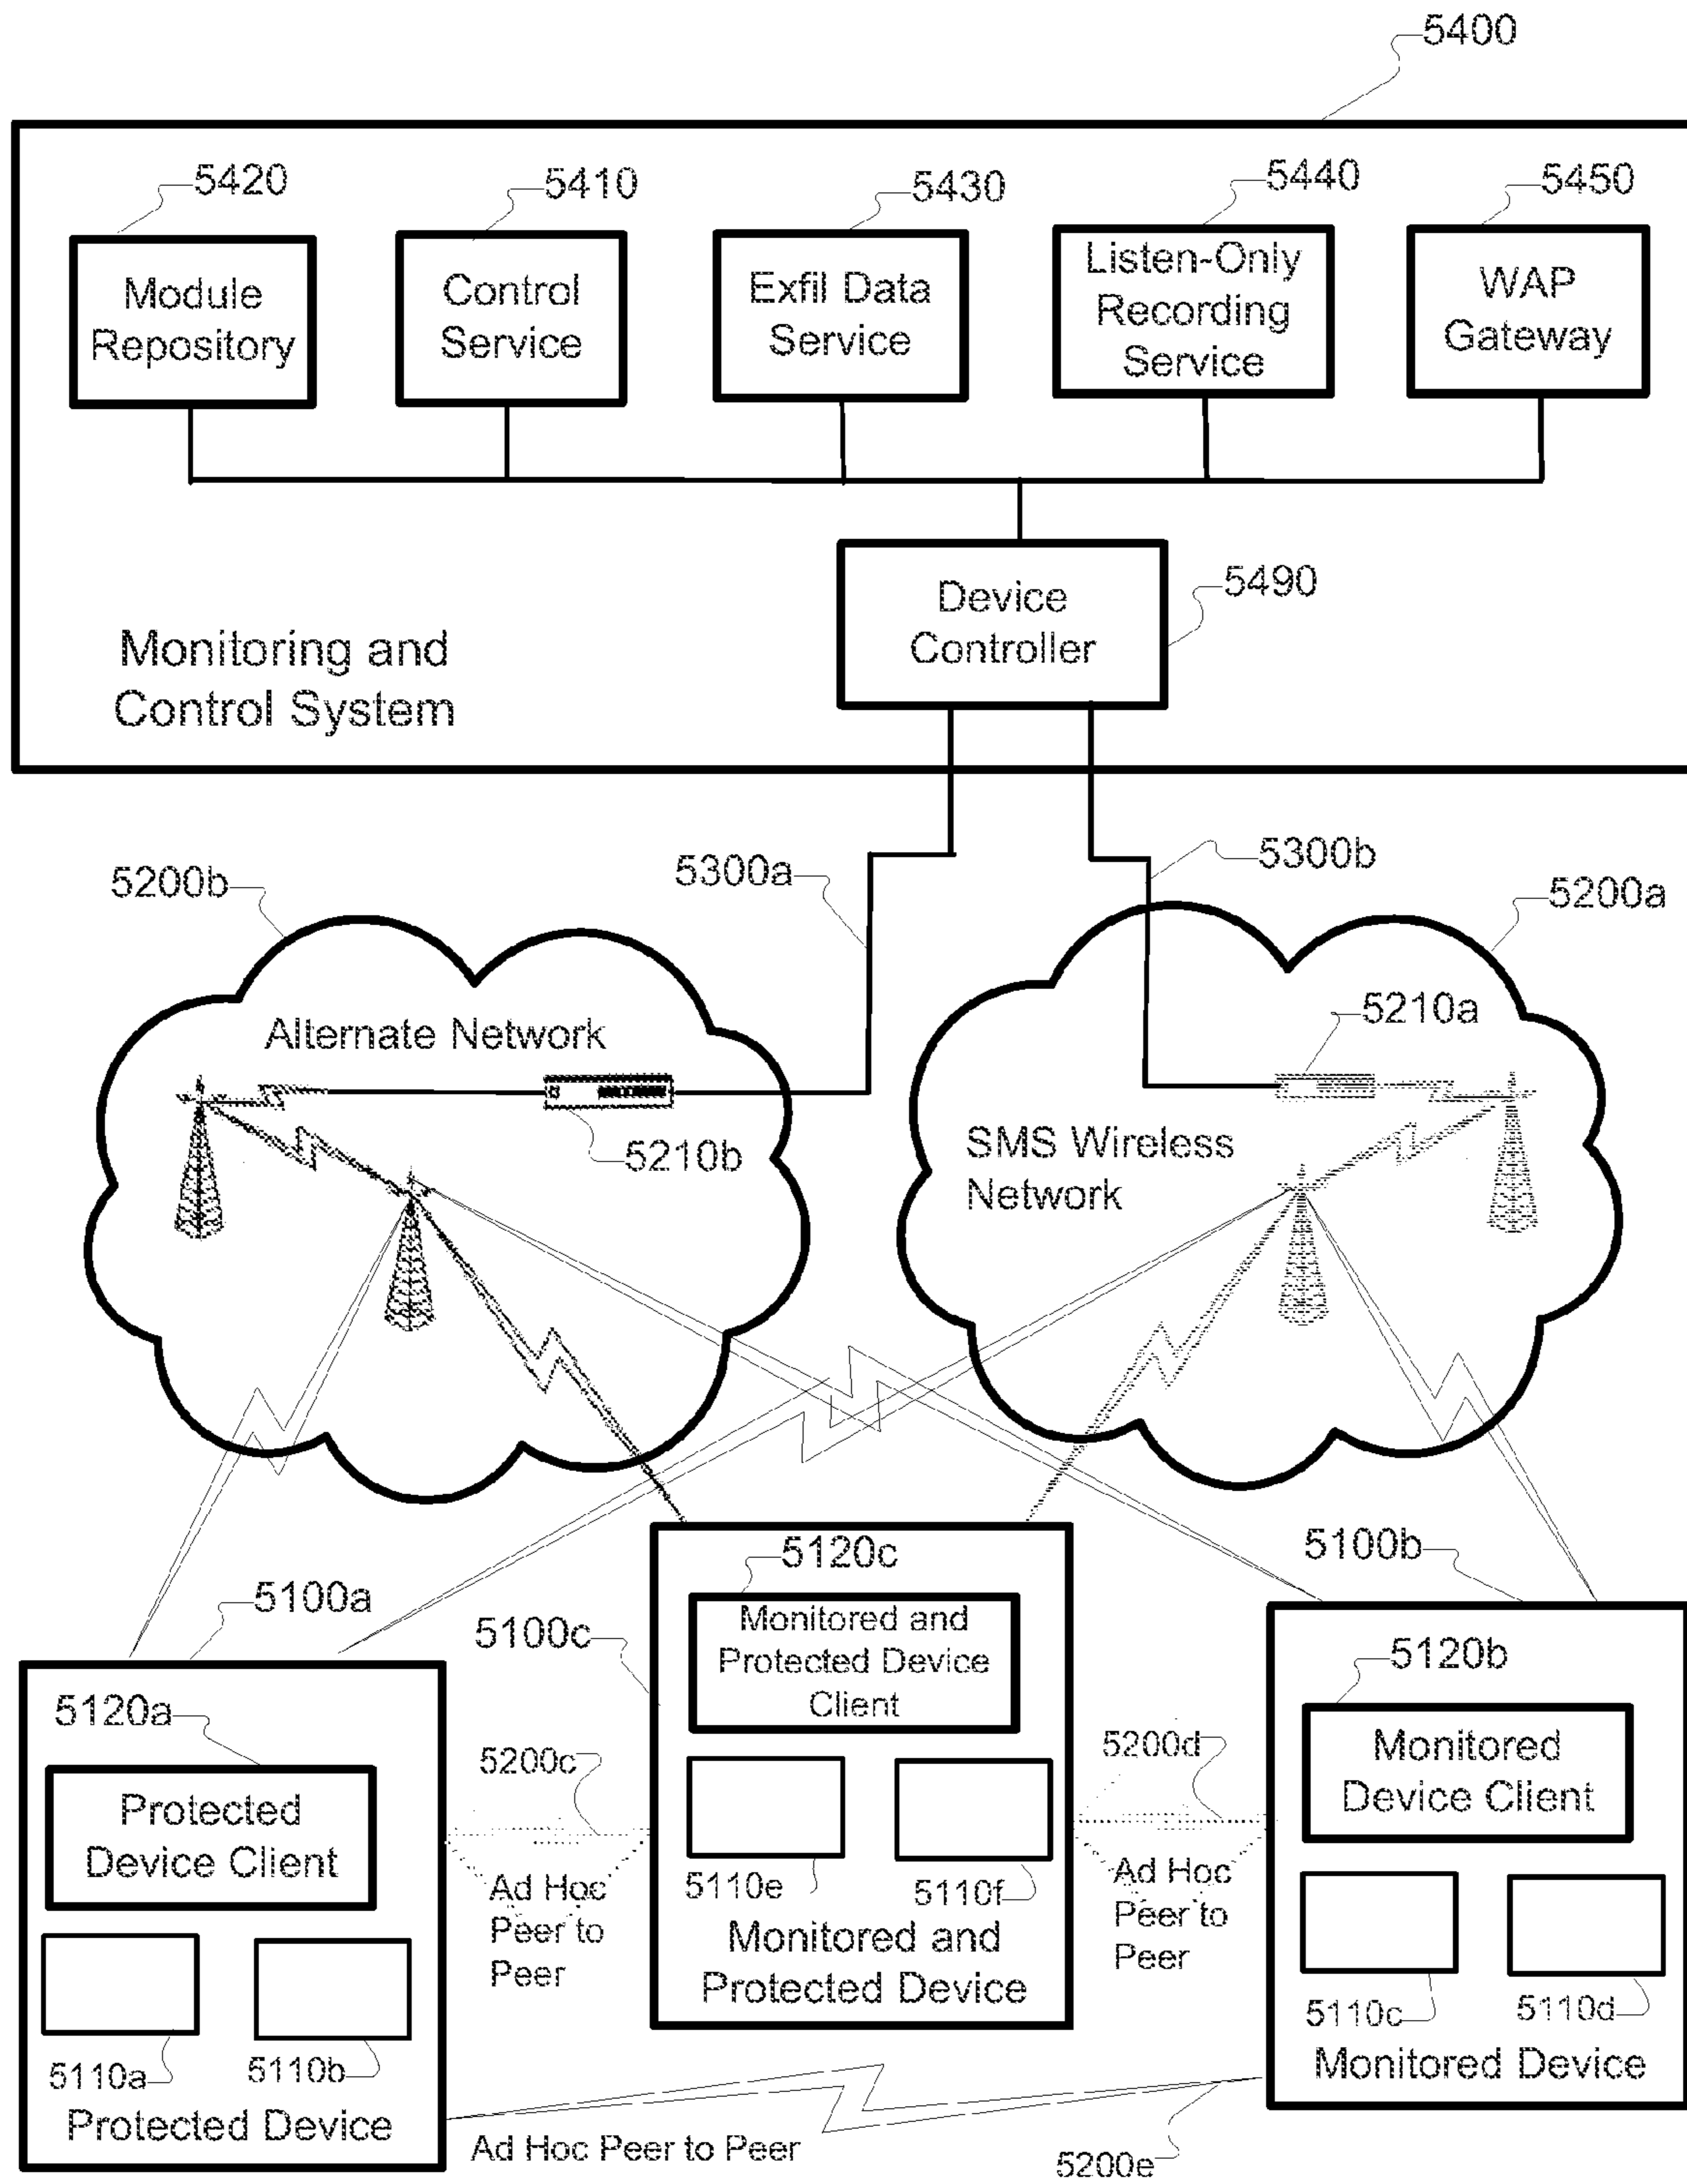 5400
5420
5410
5430
5440
5450
Module
Repository
Control
Service
Exfil Data
Service
Listen-Only
Recording
Service
WAP
Gateway
Device
Controller
5490
Monitoring and
Control System
5200b
5300a
5300b
5200a
Alternate Network
5210b
5210a
SMS Wireless
Network
5100a
5100c
5120c
5100b
Monitored and
Protected Device
Client
5120a
5120b
Protected
Device Client
5200c
5200d
Monitored
Device Client
Ad Hoc
Peer to
Peer
5110e
5110f
Ad Hoc
Peer to
Peer
Monitored and
Protected Device
5110a
5110b
5110c
5110d
Protected Device
Monitored Device
Ad Hoc Peer to Peer
5200e